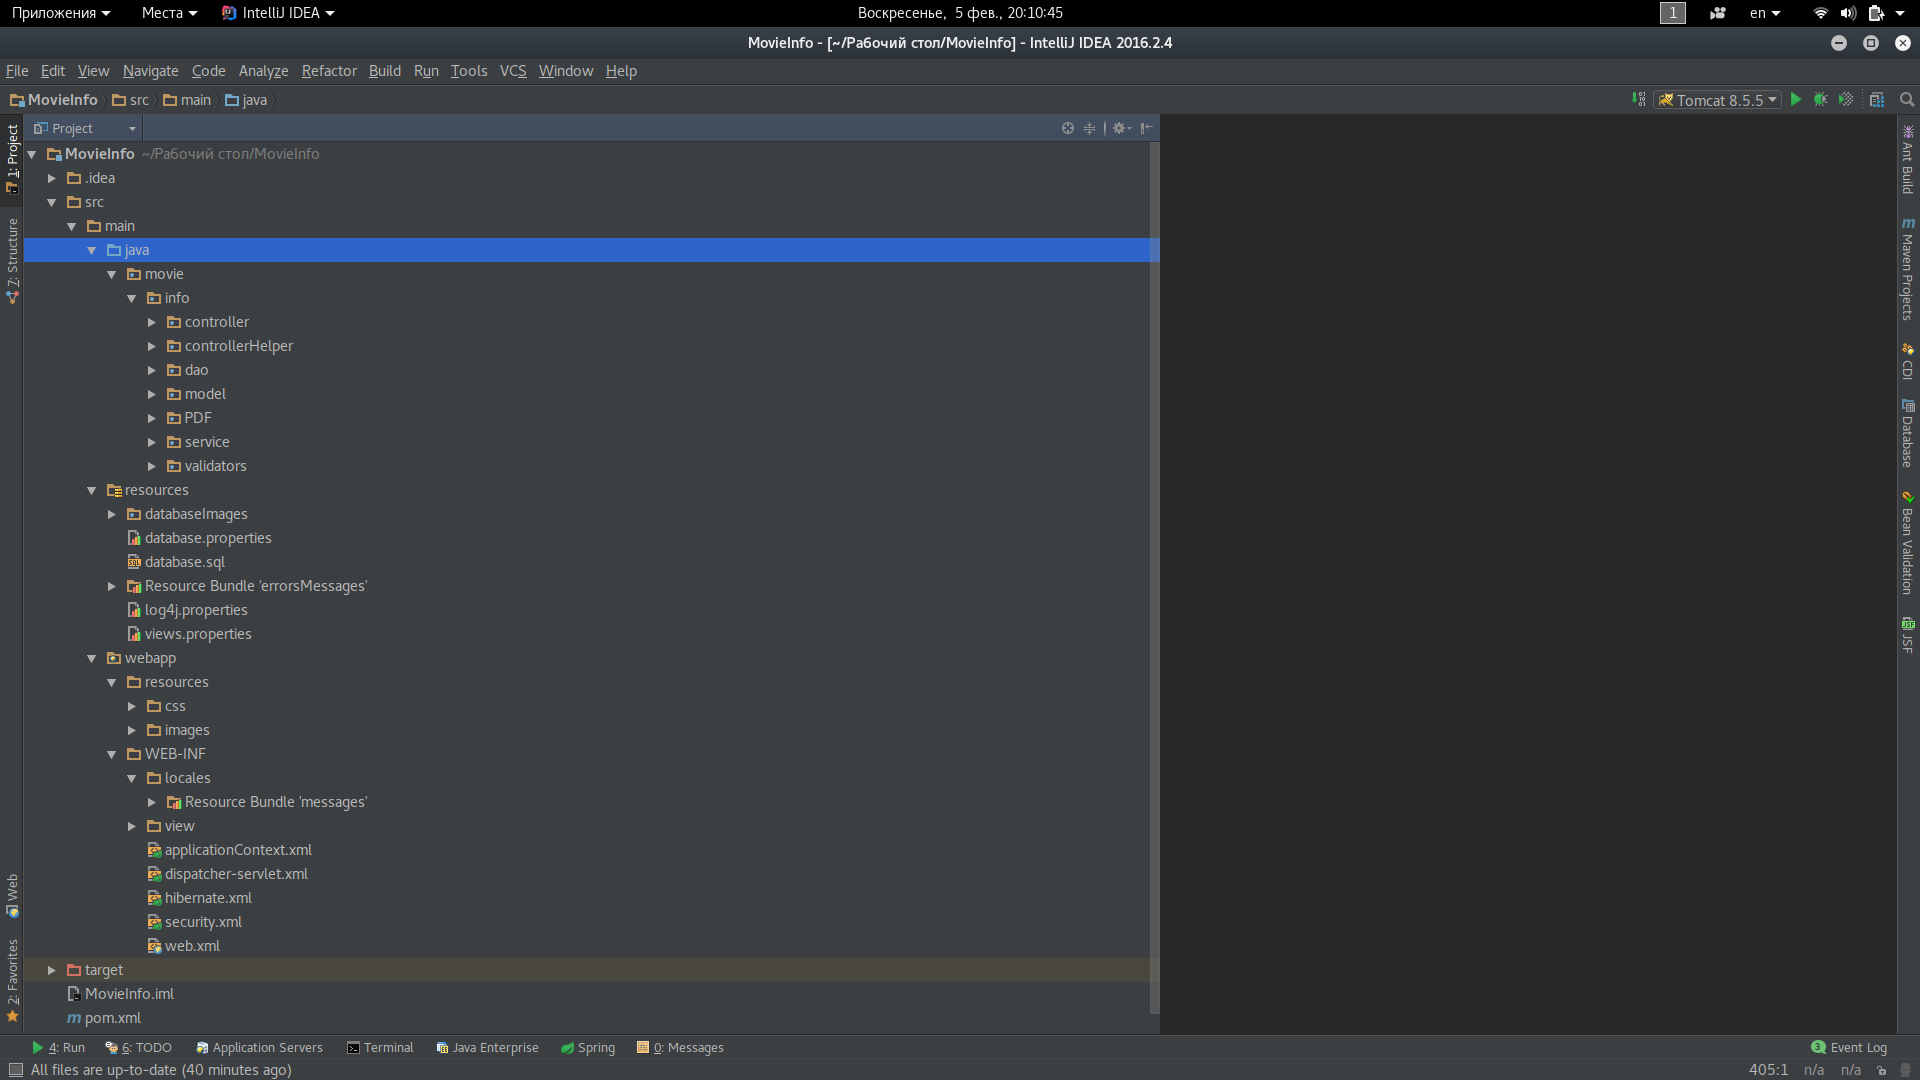 Приложения Места IntelliJ IDEA Воскресенье, 5 фев., 20:10:45 1 en
MovieInfo - [~/Рабочий стол/MovieInfo] - IntelliJ IDEA 2016.2.4
File Edit View Navigate Code Analyze Refactor Build Run Tools VCS Window Help
MovieInfo src main java Tomcat 8.5.5
Project
MovieInfo ~/Рабочий стол/MovieInfo
.idea
src
main
java
movie
info
controller
controllerHelper
dao
model
PDF
service
validators
resources
databaseImages
database.properties
database.sql
Resource Bundle 'errorsMessages'
log4j.properties
views.properties
webapp
resources
css
images
WEB-INF
locales
Resource Bundle 'messages'
view
applicationContext.xml
dispatcher-servlet.xml
hibernate.xml
security.xml
web.xml
target
MovieInfo.iml
pom.xml
1: Project
7: Structure
Web
2: Favorites
Ant Build
Maven Projects
CDI
Database
Bean Validation
JSF
4: Run 6: TODO Application Servers Terminal Java Enterprise Spring 0: Messages 3 Event Log
All files are up-to-date (40 minutes ago) 405:1 n/a n/a